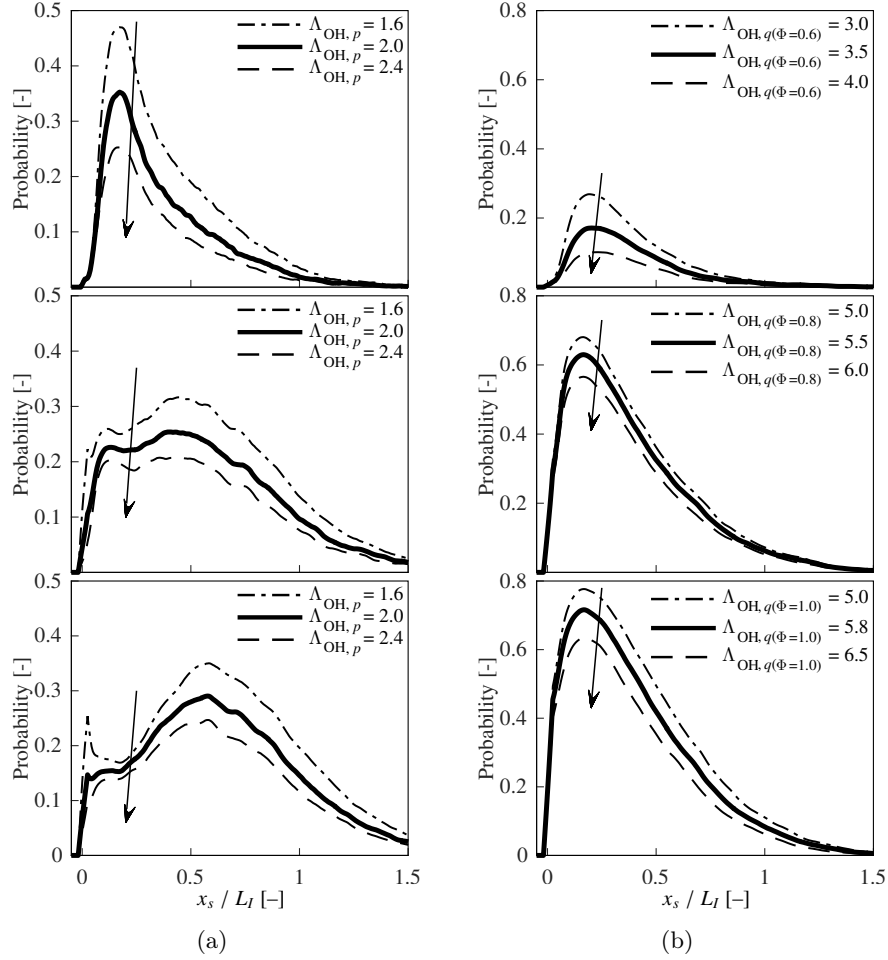 0.5
0.4
0.3
0.2
0.1
Probability [-]
Λ_OH, p = 1.6
Λ_OH, p = 2.0
Λ_OH, p = 2.4
0.5
0.4
0.3
0.2
0.1
Probability [-]
Λ_OH, p = 1.6
Λ_OH, p = 2.0
Λ_OH, p = 2.4
0.5
0.4
0.3
0.2
0.1
0
Probability [-]
Λ_OH, p = 1.6
Λ_OH, p = 2.0
Λ_OH, p = 2.4
0 0.5 1 1.5
x_s / L_I [–]
(a)
0.8
0.6
0.4
0.2
Probability [-]
Λ_OH, q(Φ=0.6) = 3.0
Λ_OH, q(Φ=0.6) = 3.5
Λ_OH, q(Φ=0.6) = 4.0
0.8
0.6
0.4
0.2
Probability [-]
Λ_OH, q(Φ=0.8) = 5.0
Λ_OH, q(Φ=0.8) = 5.5
Λ_OH, q(Φ=0.8) = 6.0
0.8
0.6
0.4
0.2
0
Probability [-]
Λ_OH, q(Φ=1.0) = 5.0
Λ_OH, q(Φ=1.0) = 5.8
Λ_OH, q(Φ=1.0) = 6.5
0 0.5 1 1.5
x_s / L_I [–]
(b)